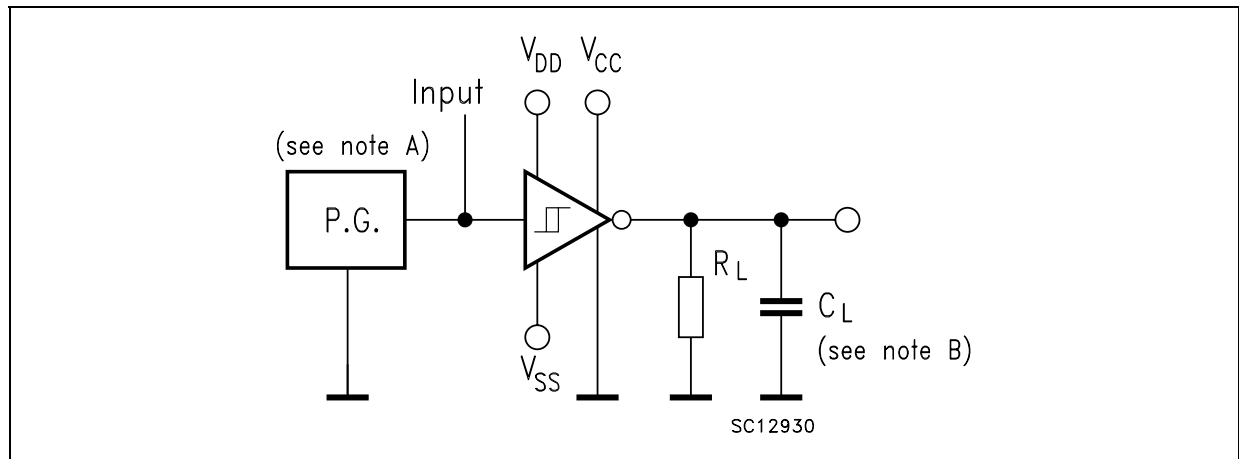 V_DD V_CC
Input
(see note A)
P.G.
R_L
C_L
(see note B)
V_SS
SC12930